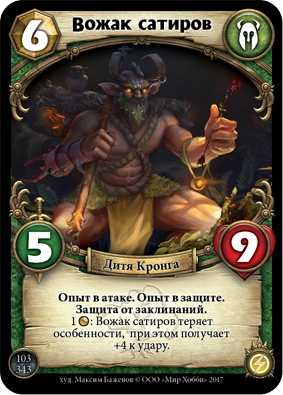 6
Вожак сатиров
5
9
Дитя Кронга
Опыт в атаке. Опыт в защите.
Защита от заклинаний.
1 : Вожак сатиров теряет
особенности, при этом получает
+4 к удару.
103
343
худ. Максим Баженов © ООО «Мир Хобби» 2017